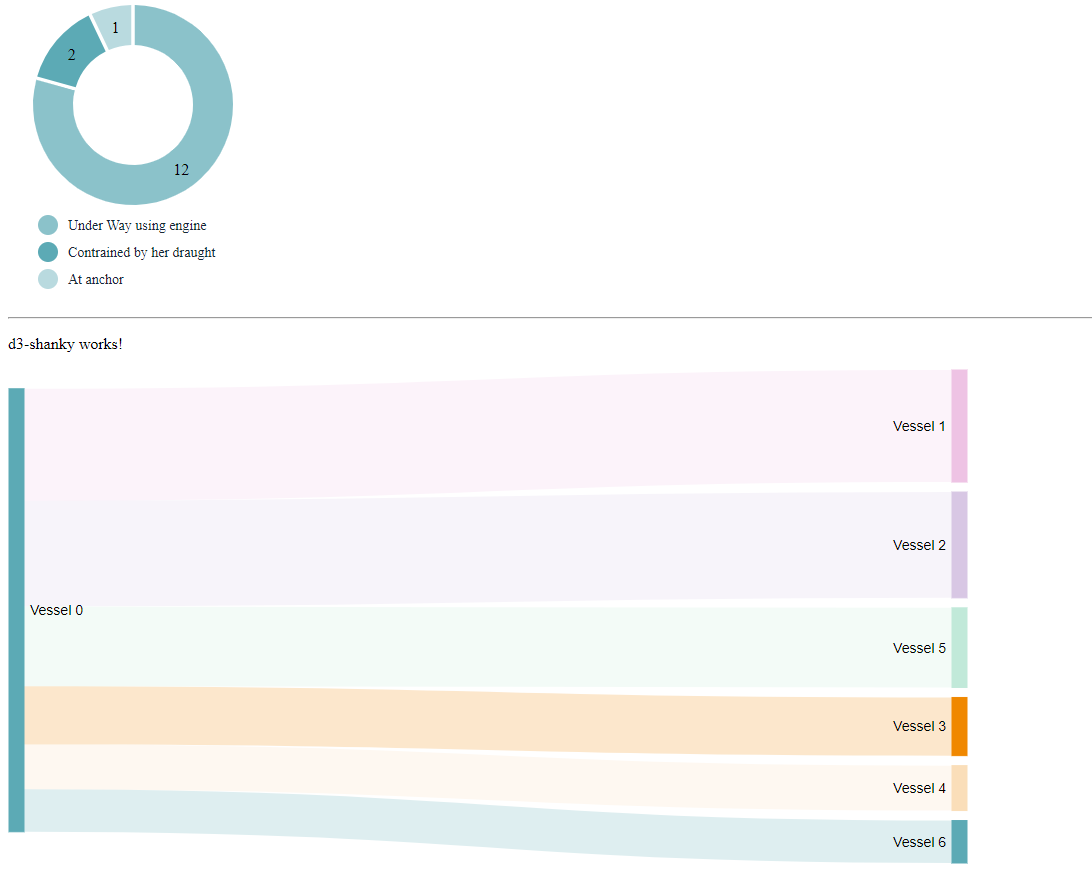 1
2
12
Under Way using engine
Contrained by her draught
At anchor
d3-shanky works!
Vessel 1
Vessel 2
Vessel 0
Vessel 5
Vessel 3
Vessel 4
Vessel 6